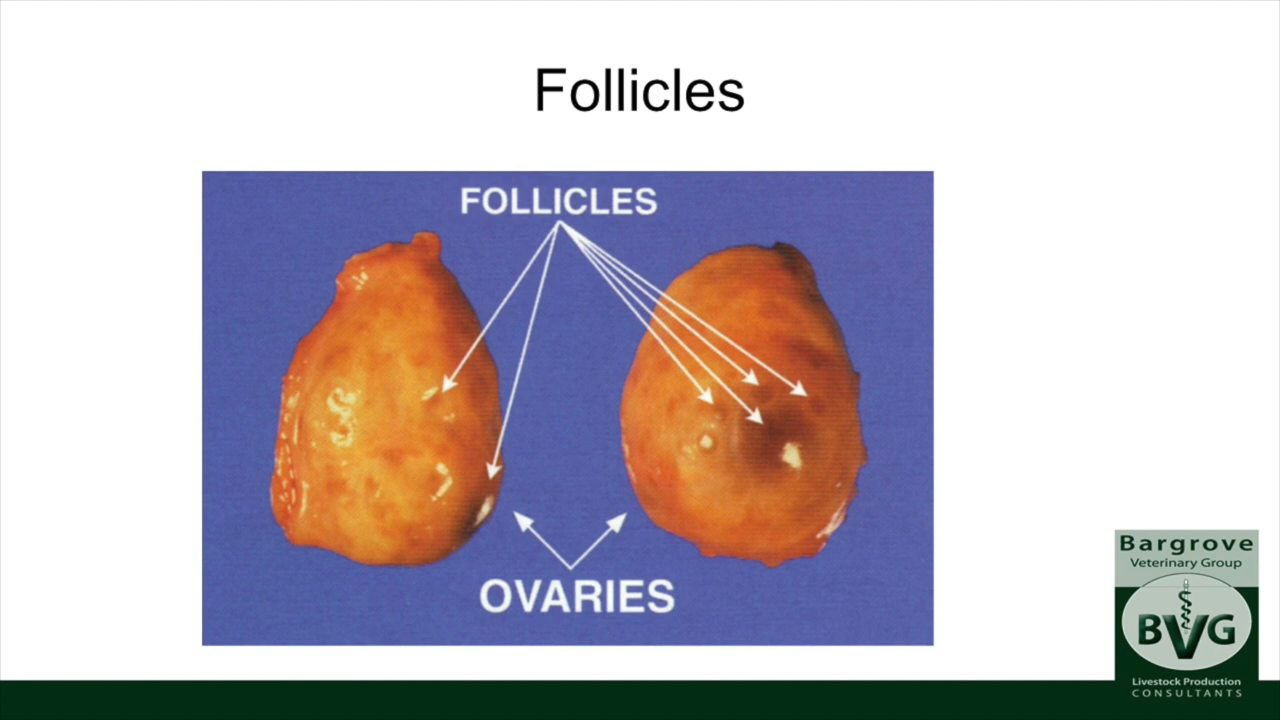 Follicles
FOLLICLES
OVARIES
Bargrove
Veterinary Group
BVG
Livestock Production
CONSULTANTS